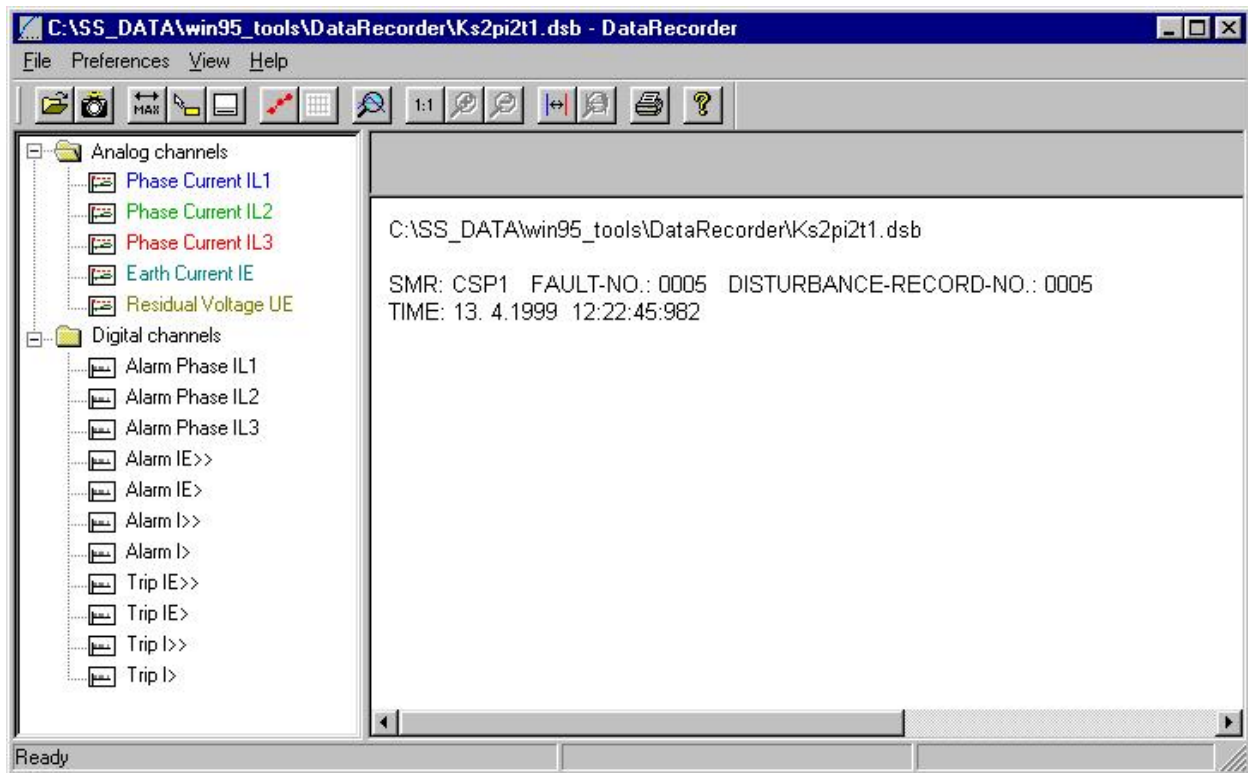 C:\SS_DATA\win95_tools\DataRecorder\Ks2pi2t1.dsb - DataRecorder
File Preferences View Help
MAX 1:1 ?
Analog channels
Phase Current IL1
Phase Current IL2
Phase Current IL3
Earth Current IE
Residual Voltage UE
Digital channels
Alarm Phase IL1
Alarm Phase IL2
Alarm Phase IL3
Alarm IE>>
Alarm IE>
Alarm I>>
Alarm I>
Trip IE>>
Trip IE>
Trip I>>
Trip I>
C:\SS_DATA\win95_tools\DataRecorder\Ks2pi2t1.dsb
SMR: CSP1 FAULT-NO.: 0005 DISTURBANCE-RECORD-NO.: 0005
TIME: 13. 4.1999 12:22:45:982
Ready